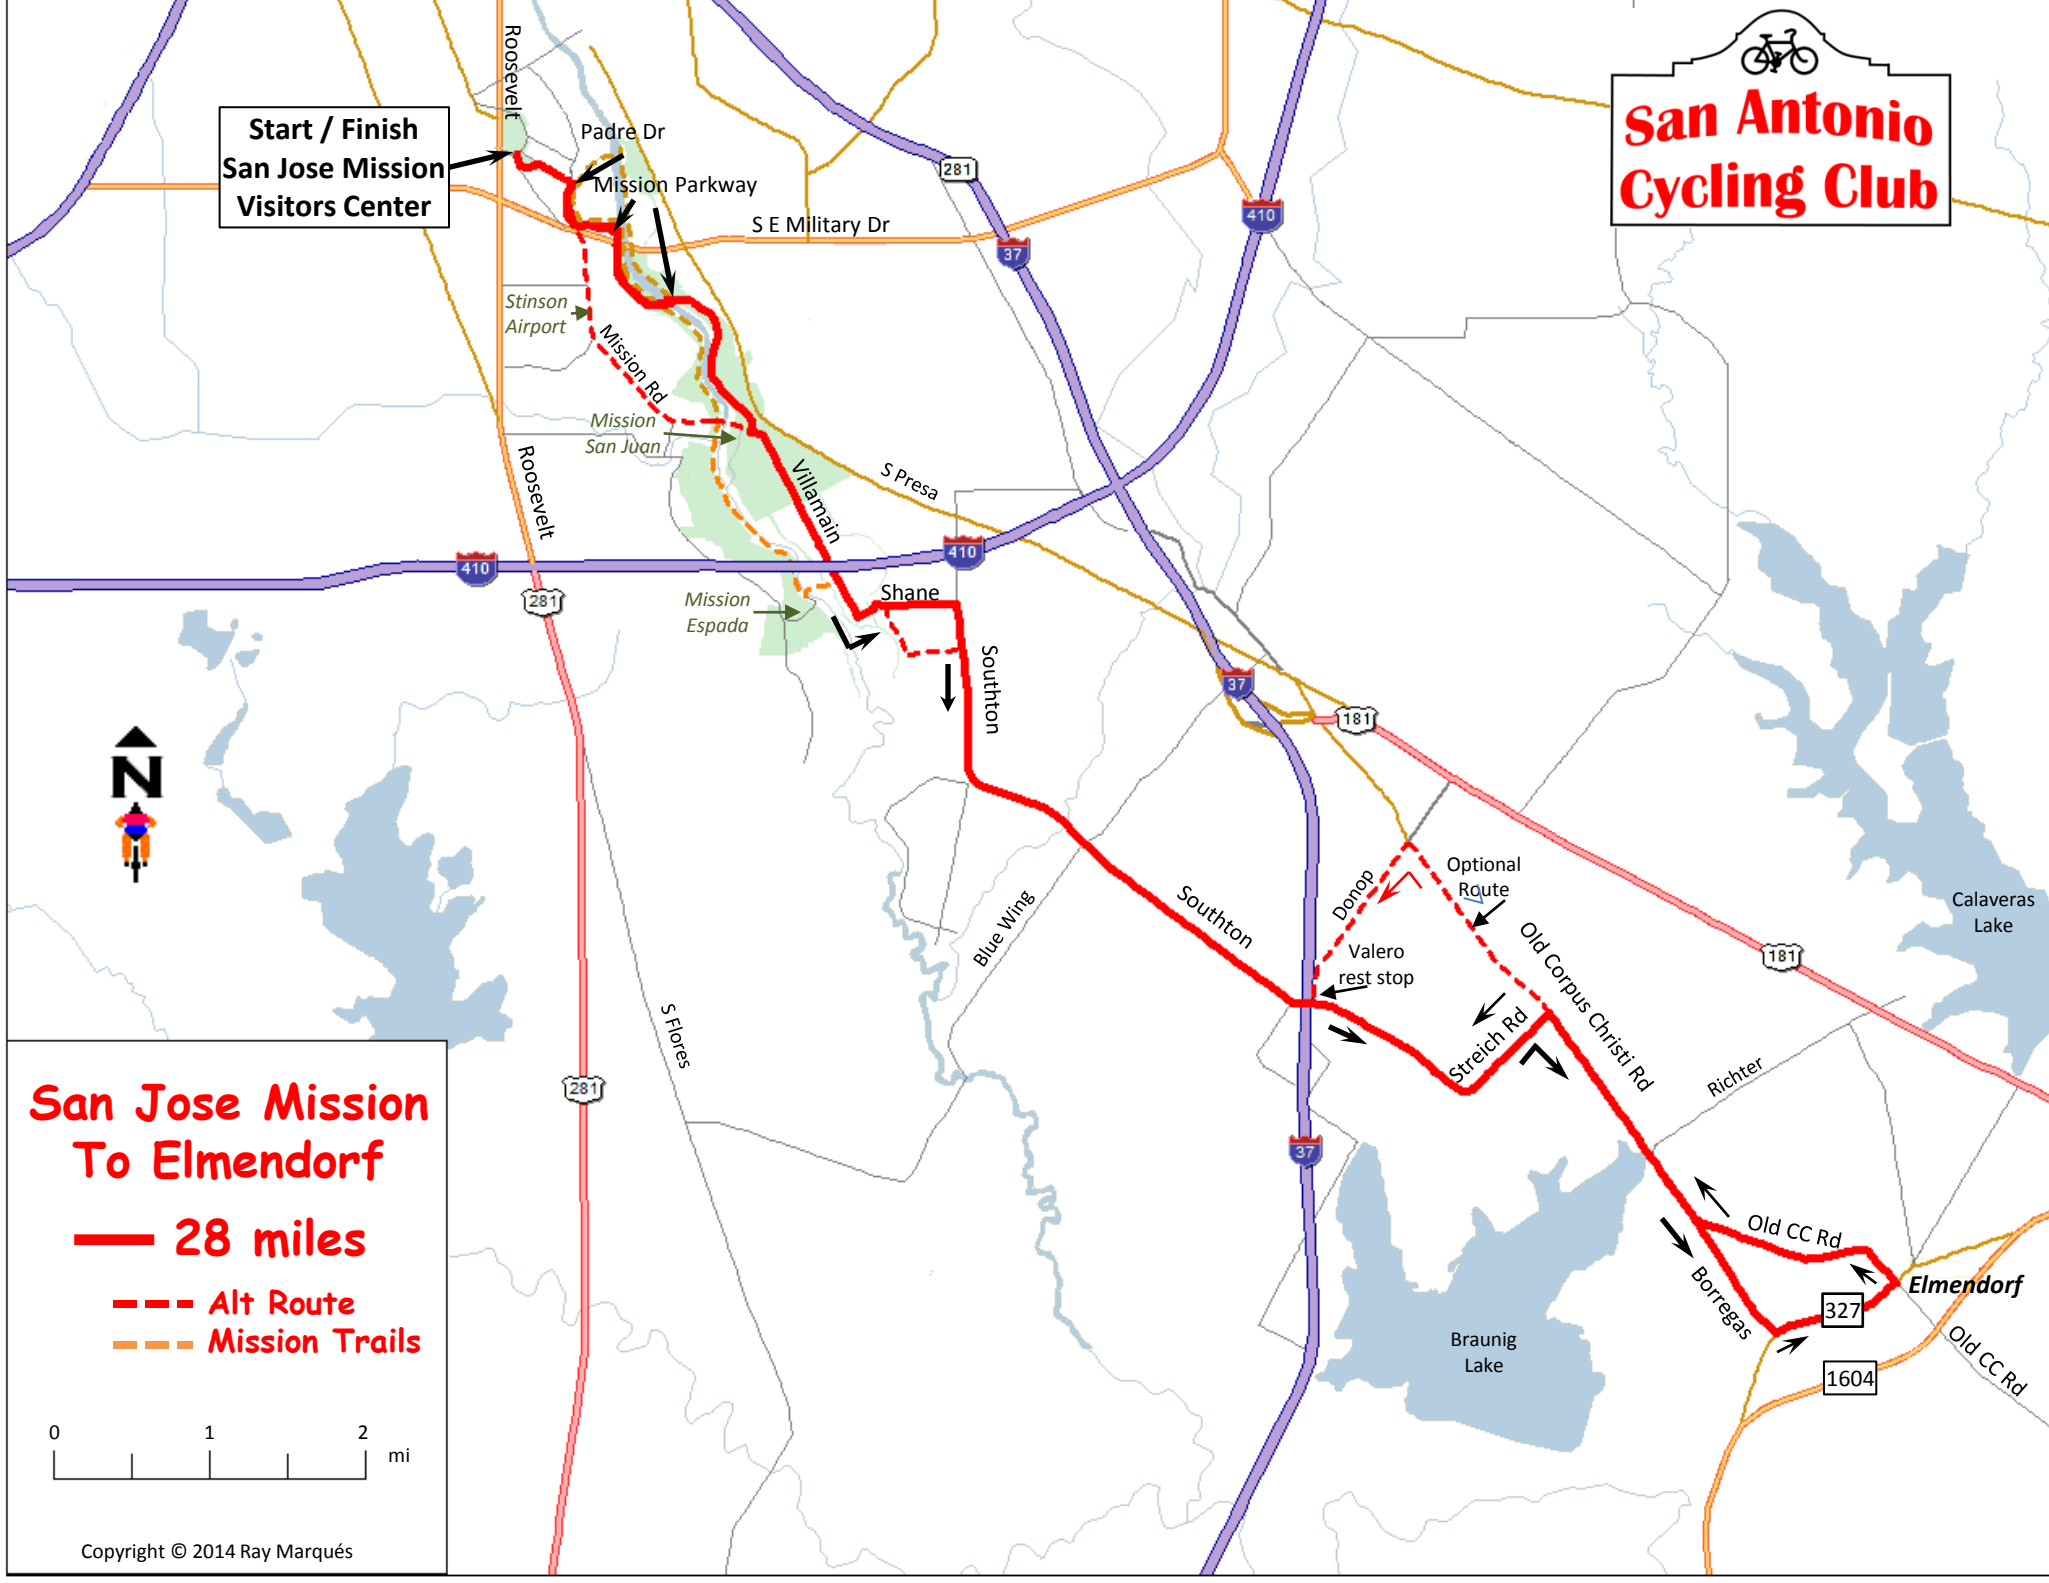 Roosevelt
San Antonio
Cycling Club
Start / Finish
San Jose Mission
Visitors Center
Padre Dr
Mission Parkway
281
S E Military Dr
410
37
Stinson
Airport
Mission Rd
Mission
San Juan
S Presa
Villamain
Roosevelt
410
410
281
Shane
Mission
Espada
Southton
37
181
N
Optional
Route
Donop
Southton
Calaveras
Lake
Blue Wing
Valero
rest stop
Old Corpus Christi Rd
181
S Flores
Streich Rd
Richter
281
37
San Jose Mission
To Elmendorf
28 miles
Alt Route
Mission Trails
Old CC Rd
Borregas
Elmendorf
327
Braunig
Lake
Old CC Rd
1604
0 1 2
mi
Copyright © 2014 Ray Marqués